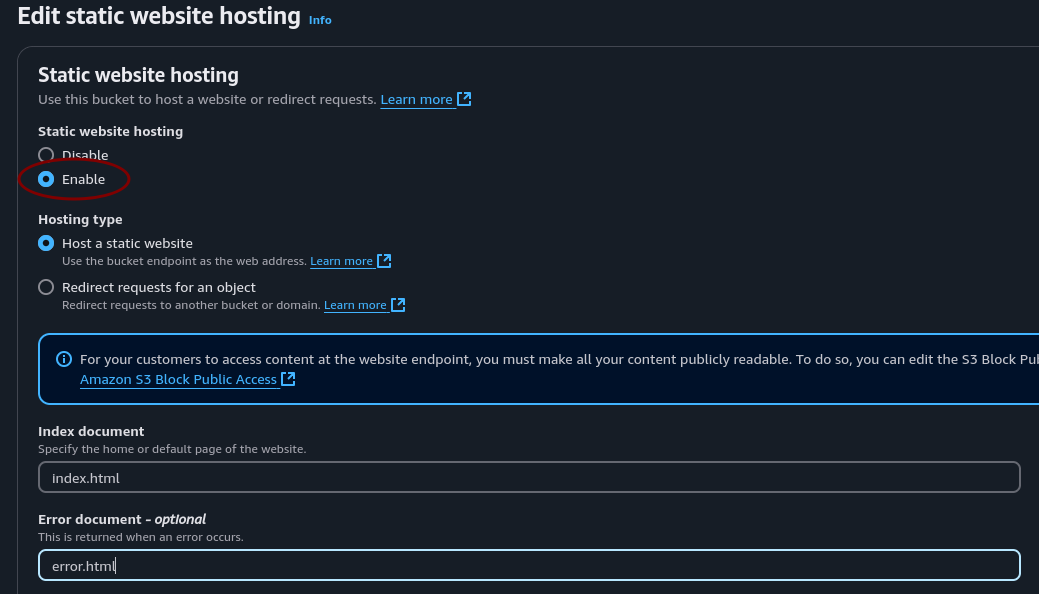 Edit static website hosting Info
Static website hosting
Use this bucket to host a website or redirect requests. Learn more
Static website hosting
Disable
Enable
Hosting type
Host a static website
Use the bucket endpoint as the web address. Learn more
Redirect requests for an object
Redirect requests to another bucket or domain. Learn more
For your customers to access content at the website endpoint, you must make all your content publicly readable. To do so, you can edit the S3 Block
Amazon S3 Block Public Access
Index document
Specify the home or default page of the website.
index.html
Error document - optional
This is returned when an error occurs.
error.html